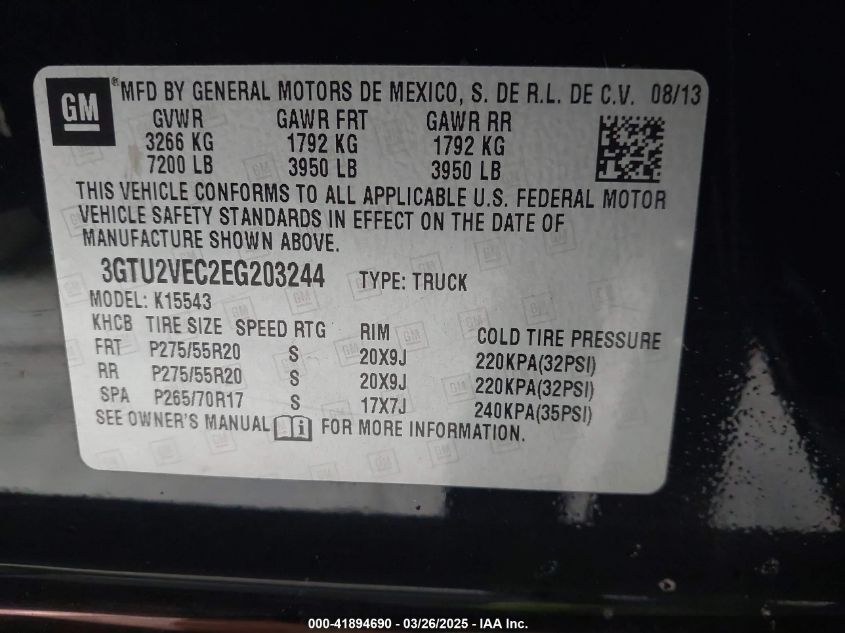 GM
® MFD BY GENERAL MOTORS DE MEXICO, S. DE R.L. DE C.V. 08/13
GVWR GAWR FRT GAWR RR
3266 KG 1792 KG 1792 KG
7200 LB 3950 LB 3950 LB
THIS VEHICLE CONFORMS TO ALL APPLICABLE U.S. FEDERAL MOTOR
VEHICLE SAFETY STANDARDS IN EFFECT ON THE DATE OF
MANUFACTURE SHOWN ABOVE.
3GTU2VEC2EG203244 TYPE: TRUCK
MODEL: K15543
KHCB TIRE SIZE SPEED RTG RIM COLD TIRE PRESSURE
FRT P275/55R20 S 20X9J 220KPA(32PSI)
RR P275/55R20 S 20X9J 220KPA(32PSI)
SPA P265/70R17 S 17X7J 240KPA(35PSI)
SEE OWNER'S MANUAL i FOR MORE INFORMATION.
000-41894690 - 03/26/2025 - IAA Inc.